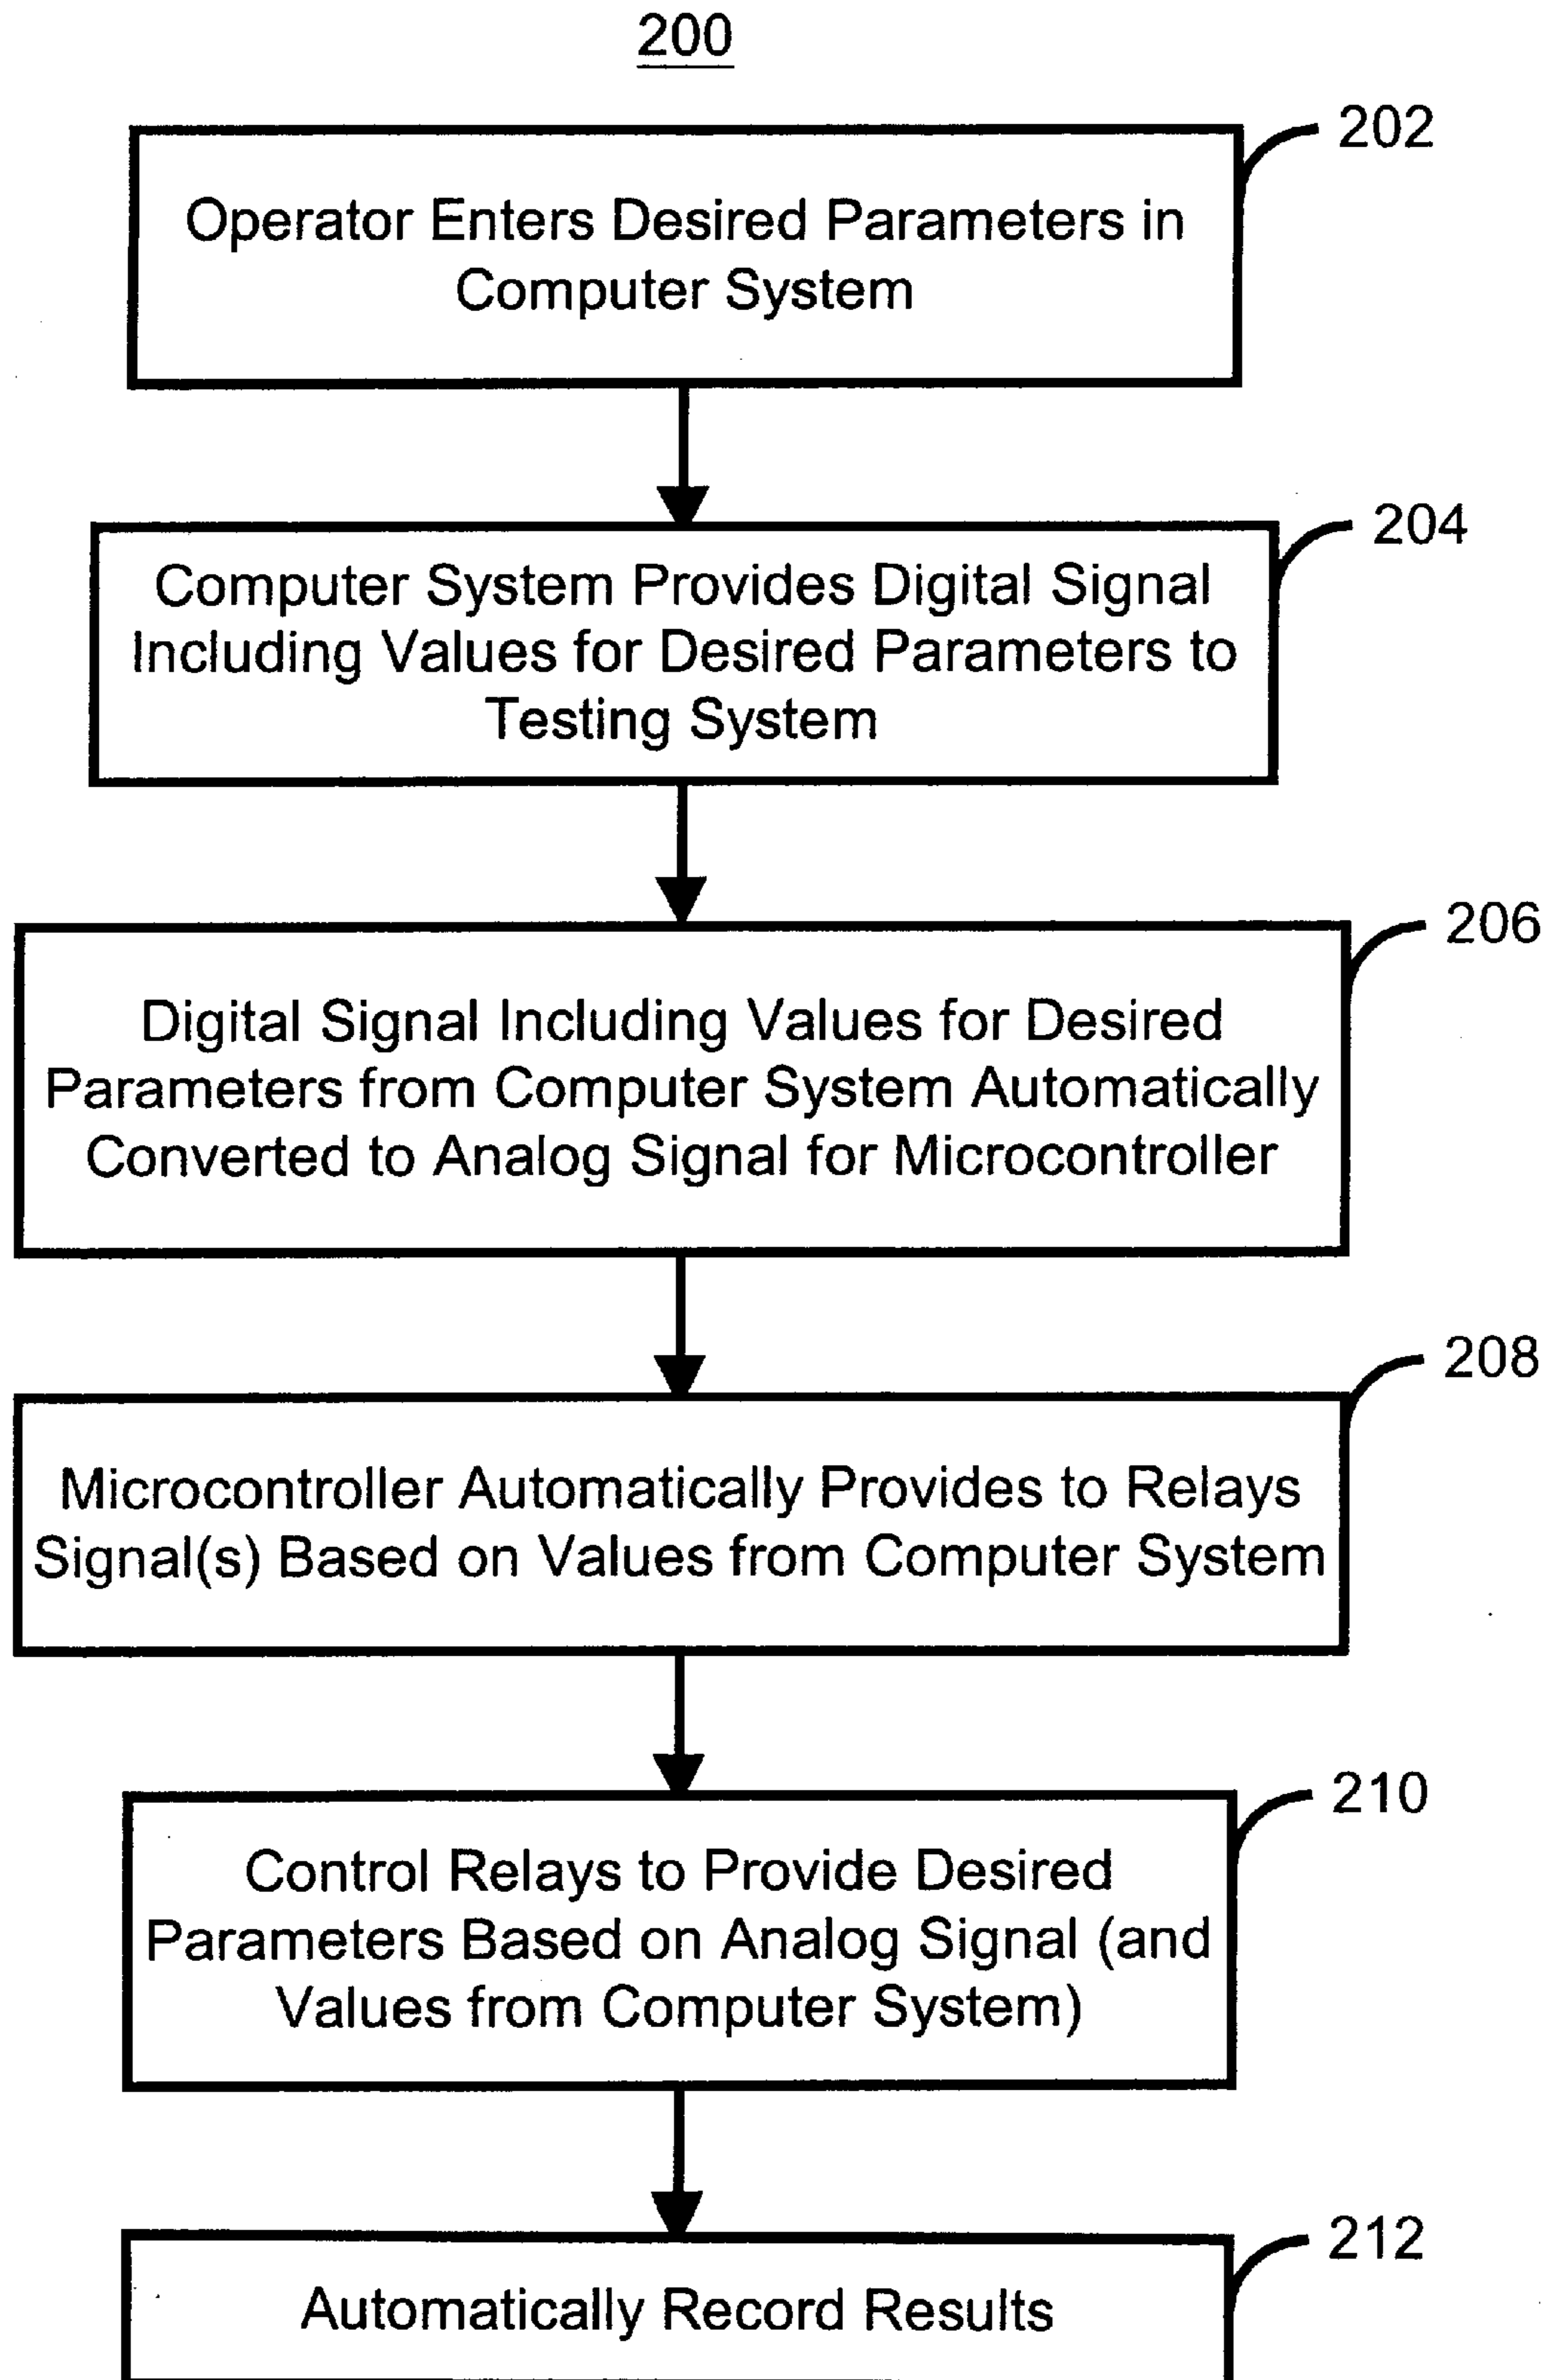 200
202
Operator Enters Desired Parameters in
Computer System
204
Computer System Provides Digital Signal
Including Values for Desired Parameters to
Testing System
206
Digital Signal Including Values for Desired
Parameters from Computer System Automatically
Converted to Analog Signal for Microcontroller
208
Microcontroller Automatically Provides to Relays
Signal(s) Based on Values from Computer System
210
Control Relays to Provide Desired
Parameters Based on Analog Signal (and
Values from Computer System)
212
Automatically Record Results